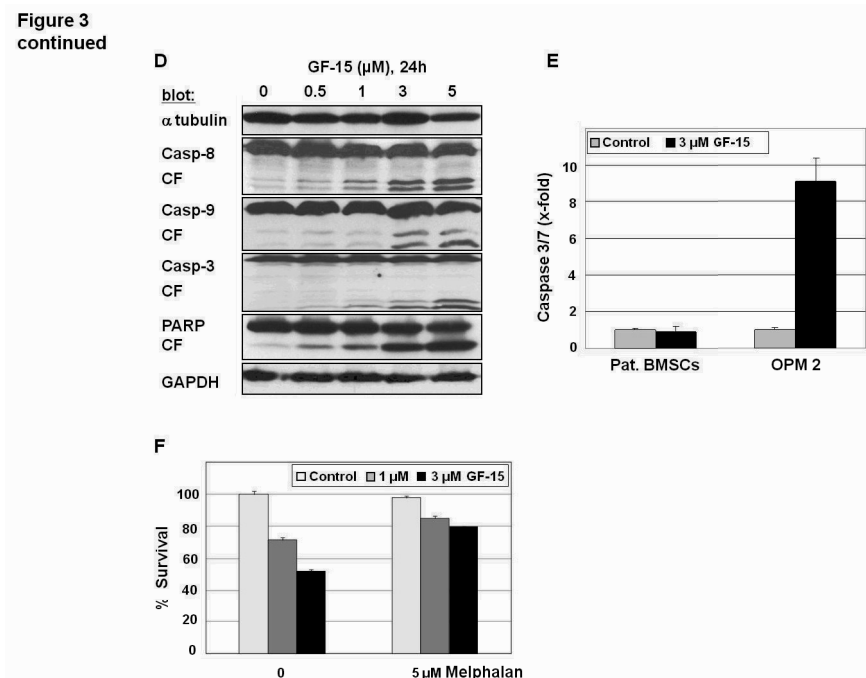 Figure 3
continued
D
GF-15 (µM), 24h
blot:
0 0.5 1 3 5
α tubulin
Casp-8
CF
Casp-9
CF
Casp-3
CF
PARP
CF
GAPDH
E
Control 3 µM GF-15
Caspase 3/7 (x-fold)
10
8
6
4
2
0
Pat. BMSCs OPM 2
F
Control 1 µM 3 µM GF-15
% Survival
100
80
60
40
20
0
0 5 µM Melphalan